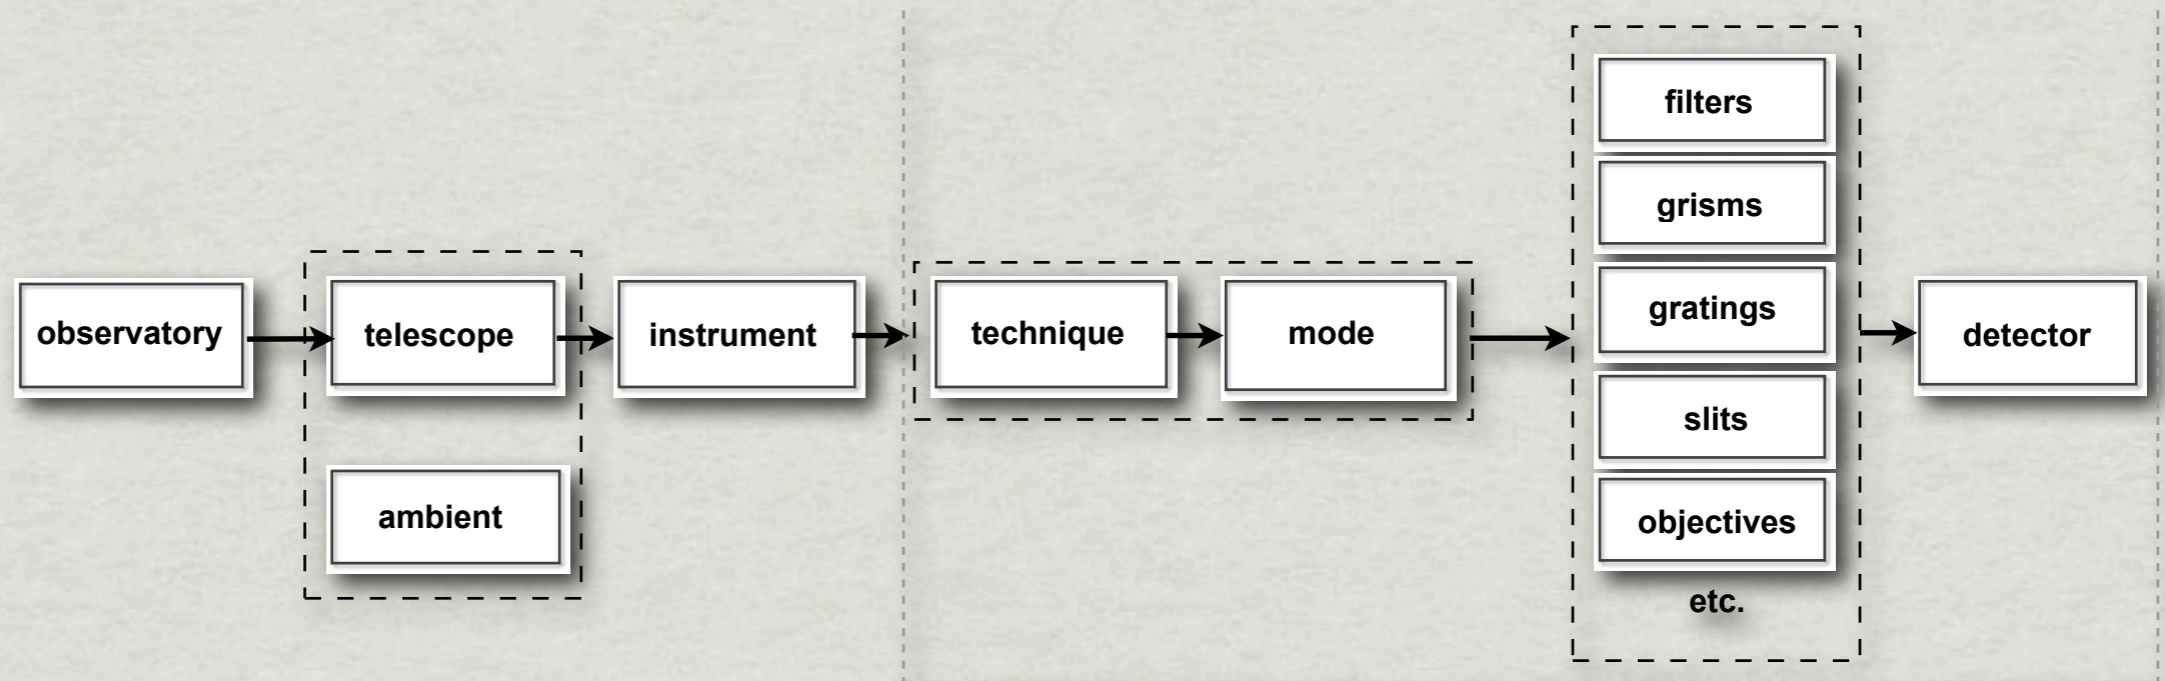 observatory
telescope
ambient
instrument
technique
mode
filters
grisms
gratings
slits
objectives
etc.
detector